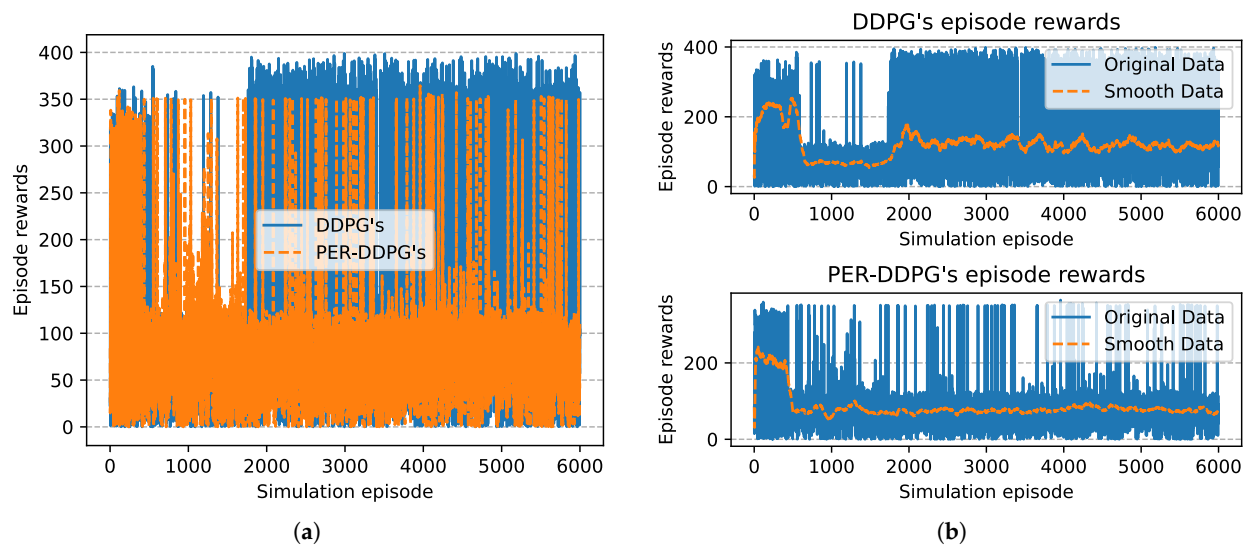 400
350
300
250
200
150
100
50
0
Episode rewards
DDPG's
PER-DDPG's
0 1000 2000 3000 4000 5000 6000
Simulation episode
(a)
DDPG's episode rewards
400
200
0
Episode rewards
Original Data
Smooth Data
0 1000 2000 3000 4000 5000 6000
Simulation episode
PER-DDPG's episode rewards
200
0
Episode rewards
Original Data
Smooth Data
0 1000 2000 3000 4000 5000 6000
Simulation episode
(b)